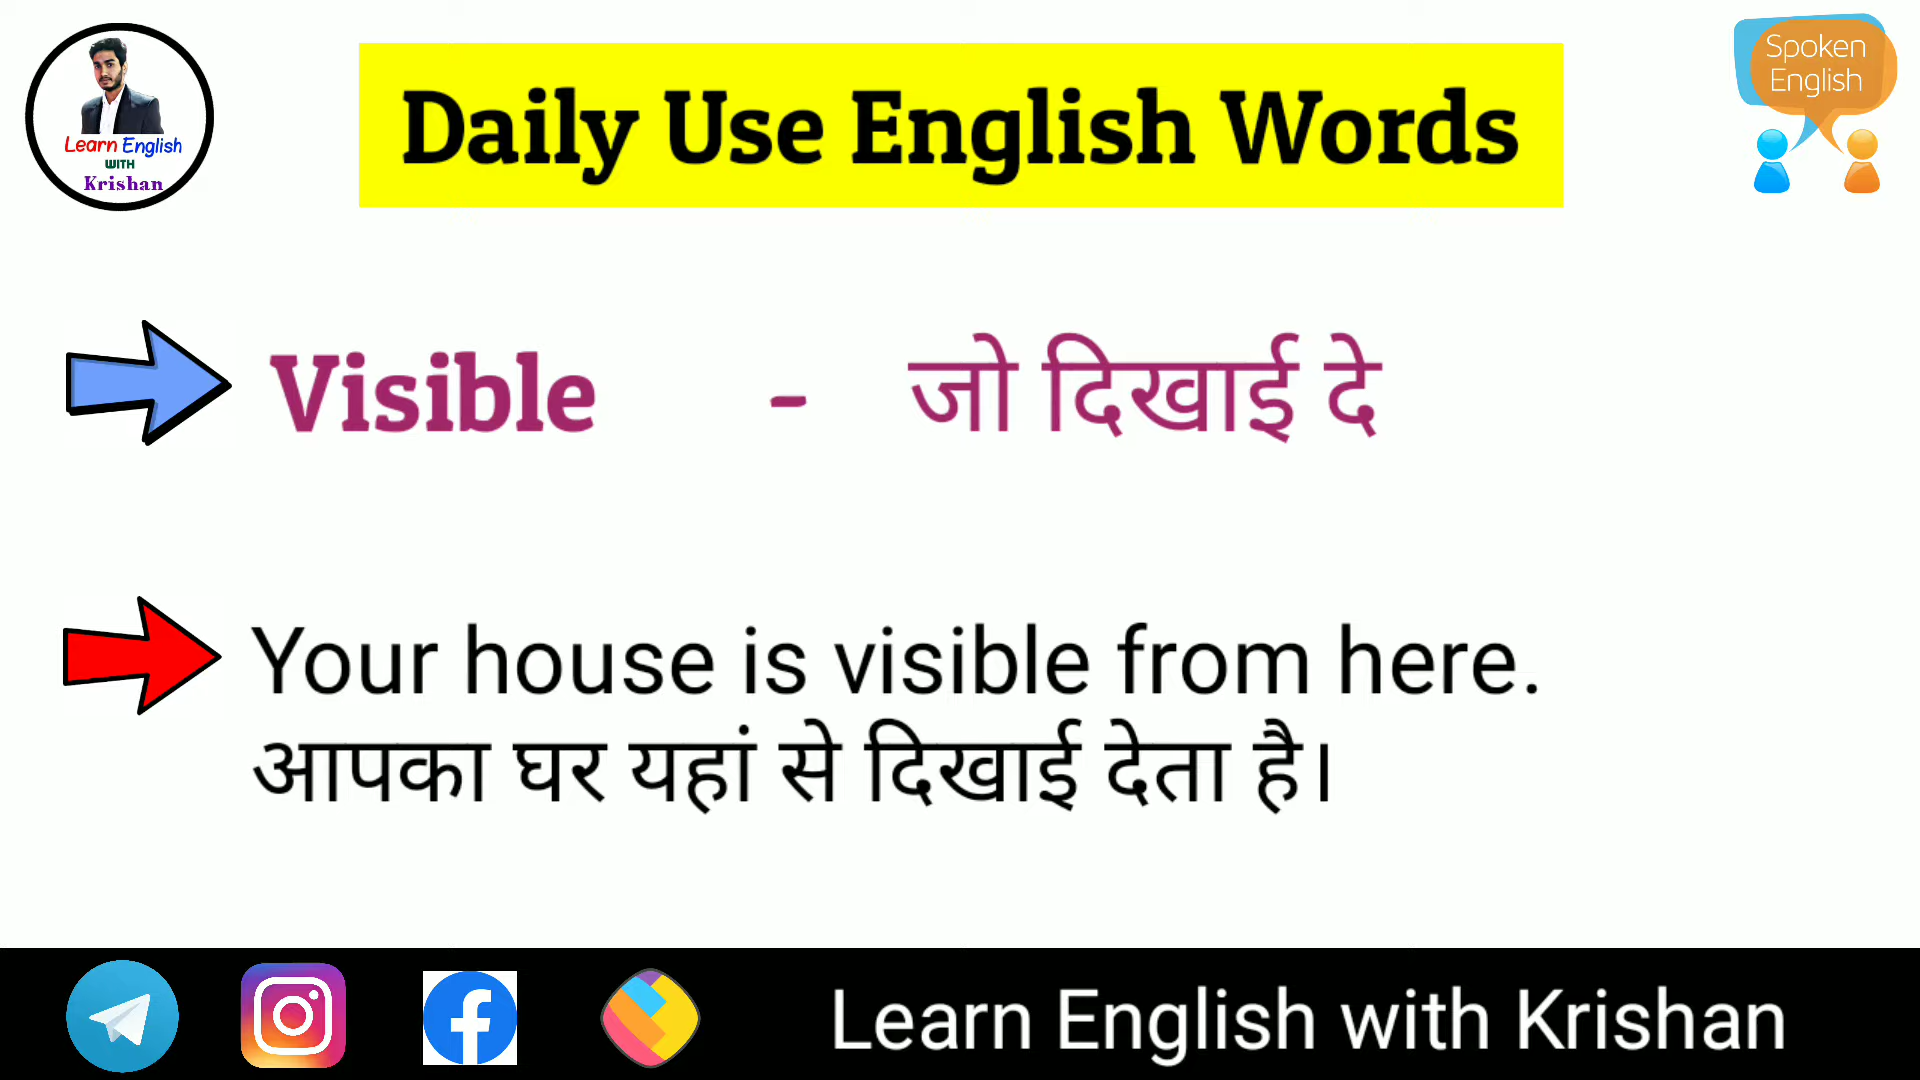 Learn English
WITH
Krishan
Daily Use English Words
Spoken
English
Visible - जो दिखाई दे
Your house is visible from here.
आपका घर यहां से दिखाई देता है।
Learn English with Krishan